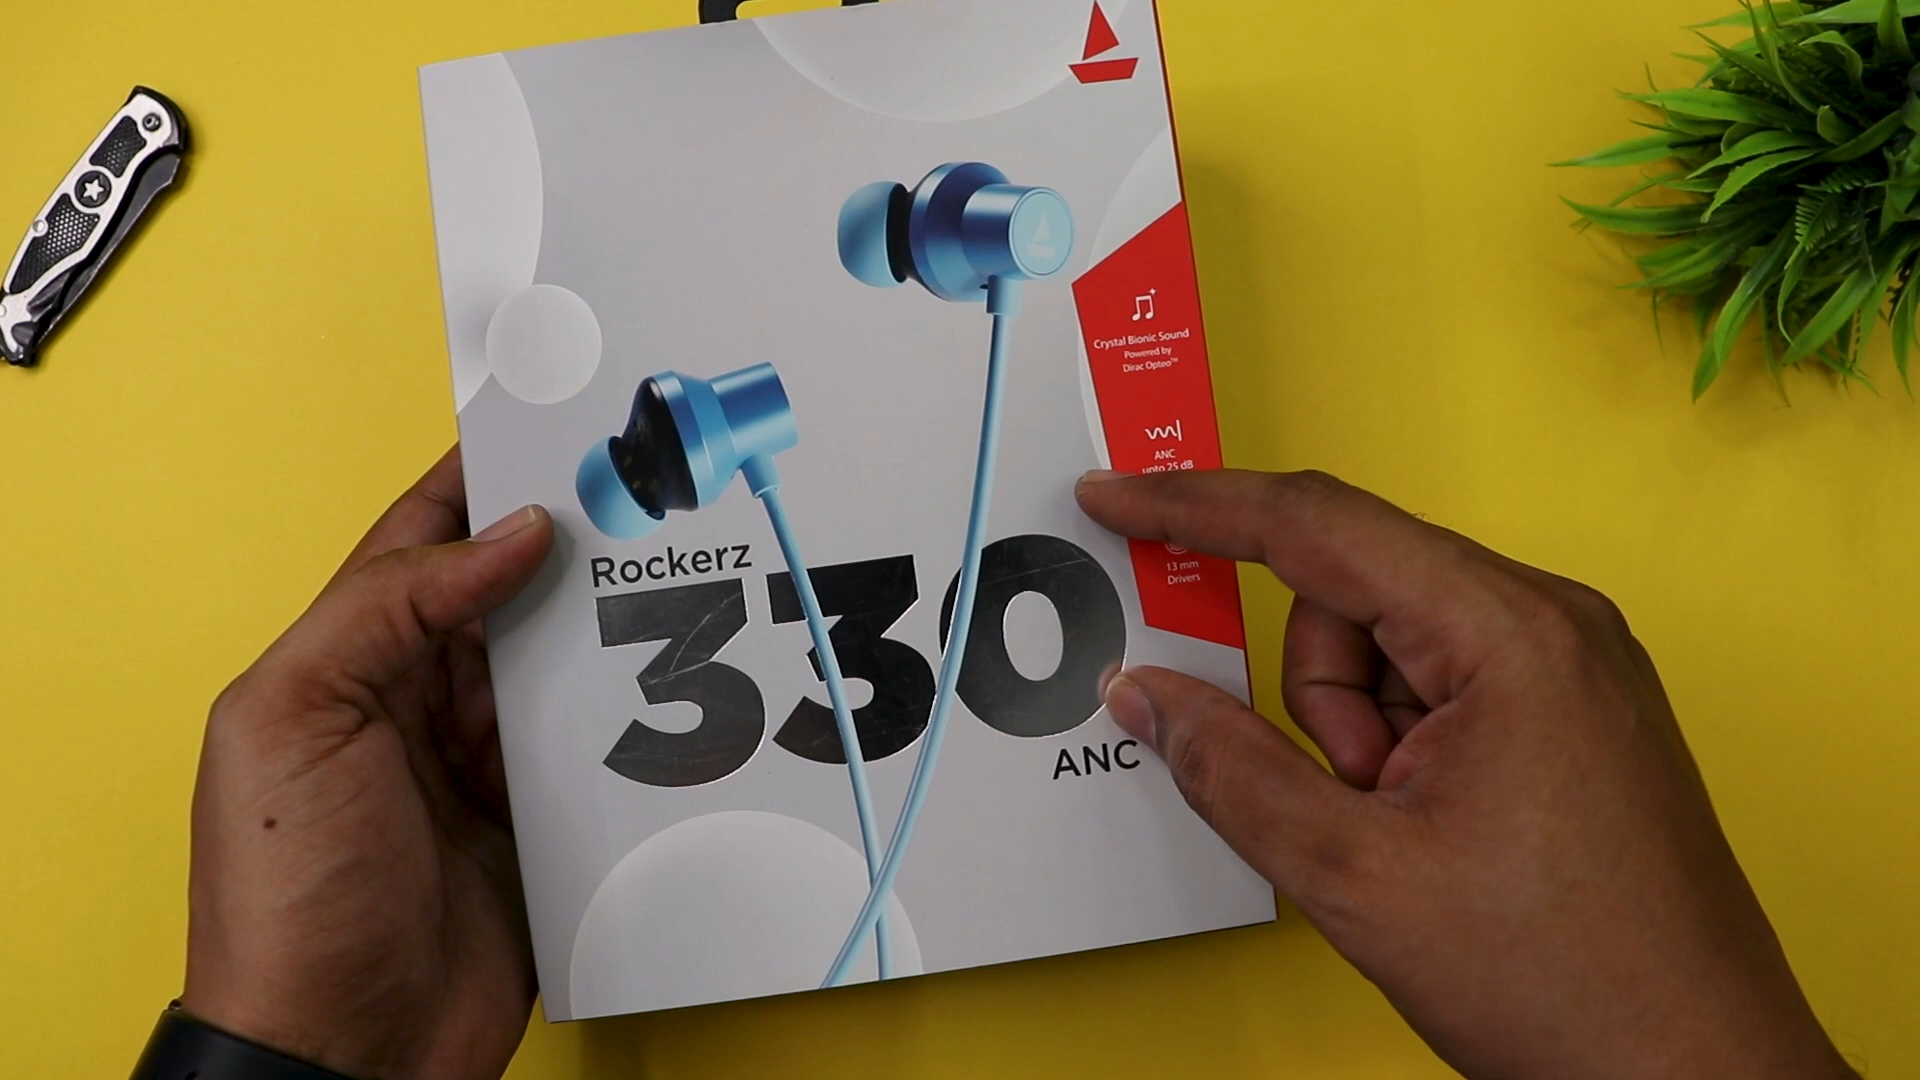 Crystal Bionic Sound
Powered by
Dirac Opteo™
ANC
upto 25 dB
Rockerz
330
13 mm
Drivers
ANC